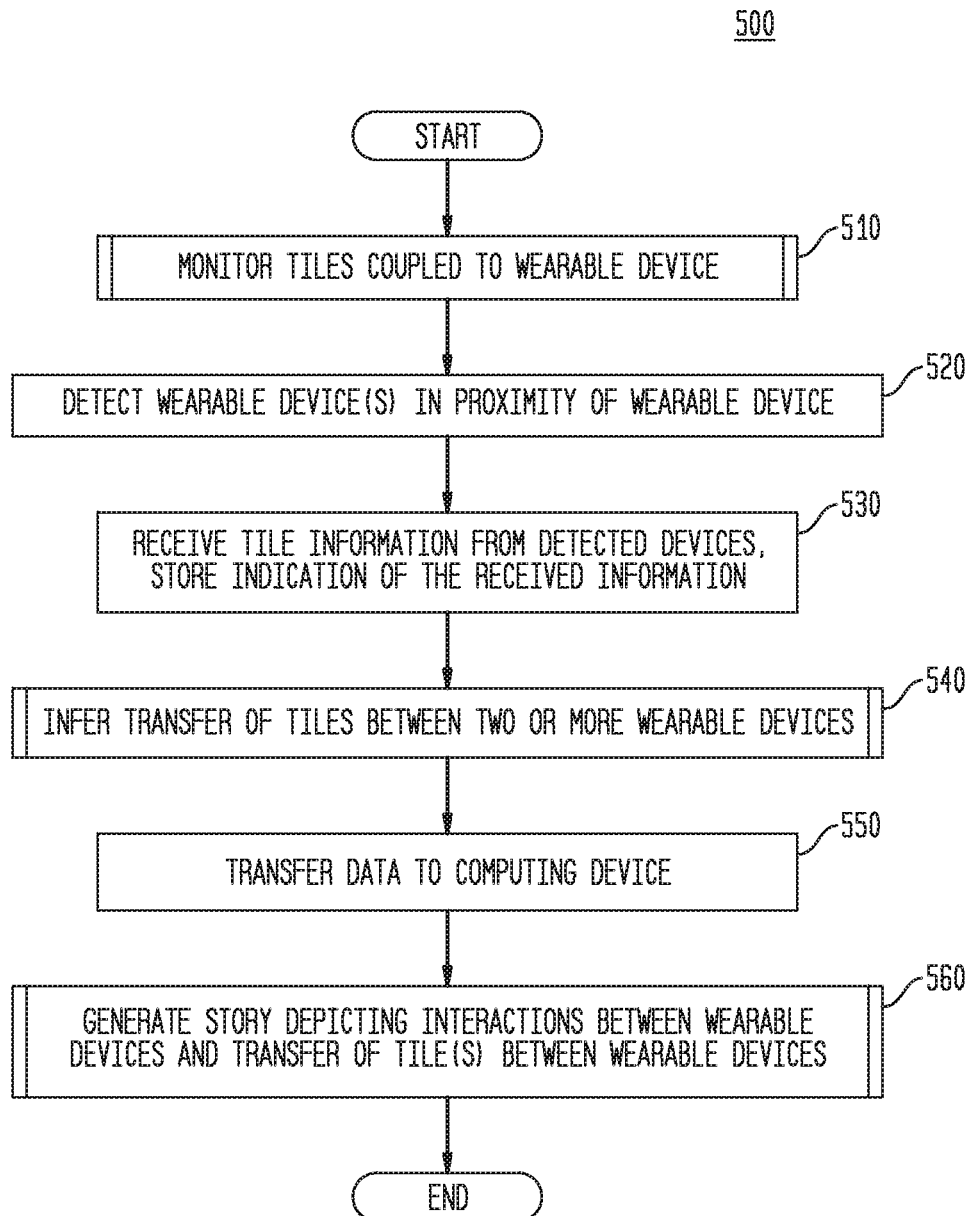 500
START
510
MONITOR TILES COUPLED TO WEARABLE DEVICE
520
DETECT WEARABLE DEVICE(S) IN PROXIMITY OF WEARABLE DEVICE
530
RECEIVE TILE INFORMATION FROM DETECTED DEVICES,
STORE INDICATION OF THE RECEIVED INFORMATION
540
INFER TRANSFER OF TILES BETWEEN TWO OR MORE WEARABLE DEVICES
550
TRANSFER DATA TO COMPUTING DEVICE
560
GENERATE STORY DEPICTING INTERACTIONS BETWEEN WEARABLE
DEVICES AND TRANSFER OF TILE(S) BETWEEN WEARABLE DEVICES
END